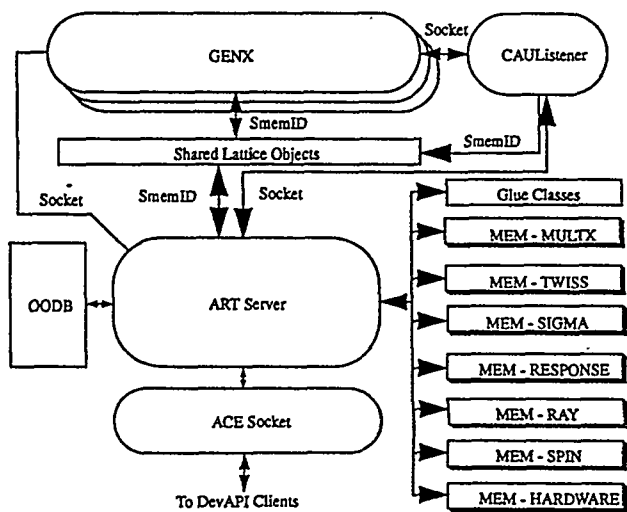 Socket
GENX
CAUListener
SmemID
SmemID
Shared Lattice Objects
SmemID
Socket
Socket
Glue Classes
MEM - MULTX
MEM - TWISS
OODB
ART Server
MEM - SIGMA
MEM - RESPONSE
ACE Socket
MEM - RAY
MEM - SPIN
To DevAPI Clients
MEM - HARDWARE